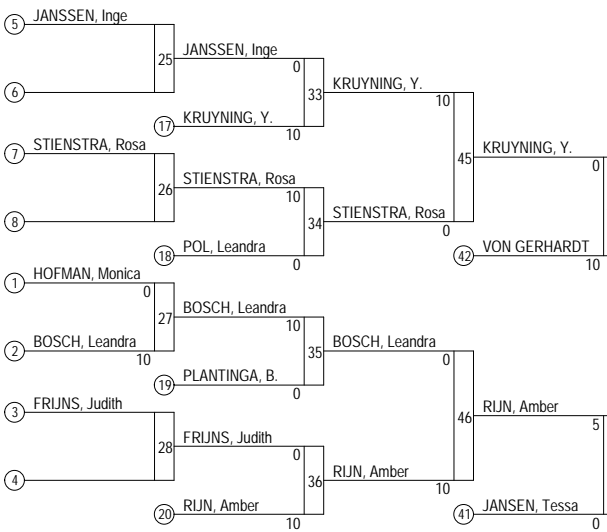 5 JANSSEN, Inge
25 JANSSEN, Inge
0
6
33 KRUYNING, Y.
10
17 KRUYNING, Y.
10
7 STIENSTRA, Rosa
45 KRUYNING, Y.
0
26 STIENSTRA, Rosa
10
8
34 STIENSTRA, Rosa
0
18 POL, Leandra
0
42 VON GERHARDT
10
1 HOFMAN, Monica
0
27 BOSCH, Leandra
10
2 BOSCH, Leandra
10
35 BOSCH, Leandra
0
19 PLANTINGA, B.
0
3 FRIJNS, Judith
46 RIJN, Amber
5
28 FRIJNS, Judith
0
4
36 RIJN, Amber
10
20 RIJN, Amber
10
41 JANSEN, Tessa
0